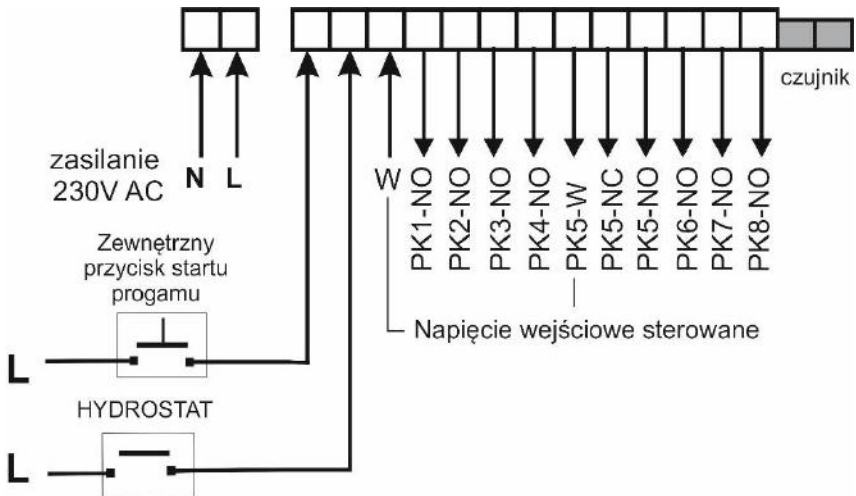 czujnik
zasilanie
230V AC
N L
W
PK1-NO
PK2-NO
PK3-NO
PK4-NO
PK5-W
PK5-NC
PK5-NO
PK6-NO
PK7-NO
PK8-NO
Zewnętrzny
przycisk startu
progamu
Napięcie wejściowe sterowane
L
HYDROSTAT
L